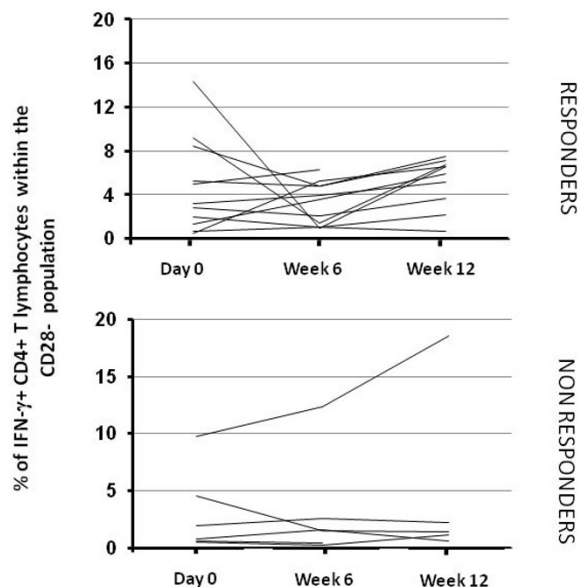 % of IFN-γ+ CD4+ T lymphocytes within the
CD28- population
20
16
12
8
4
0
Day 0 Week 6 Week 12
RESPONDERS
20
15
10
5
0
Day 0 Week 6 Week 12
NON RESPONDERS